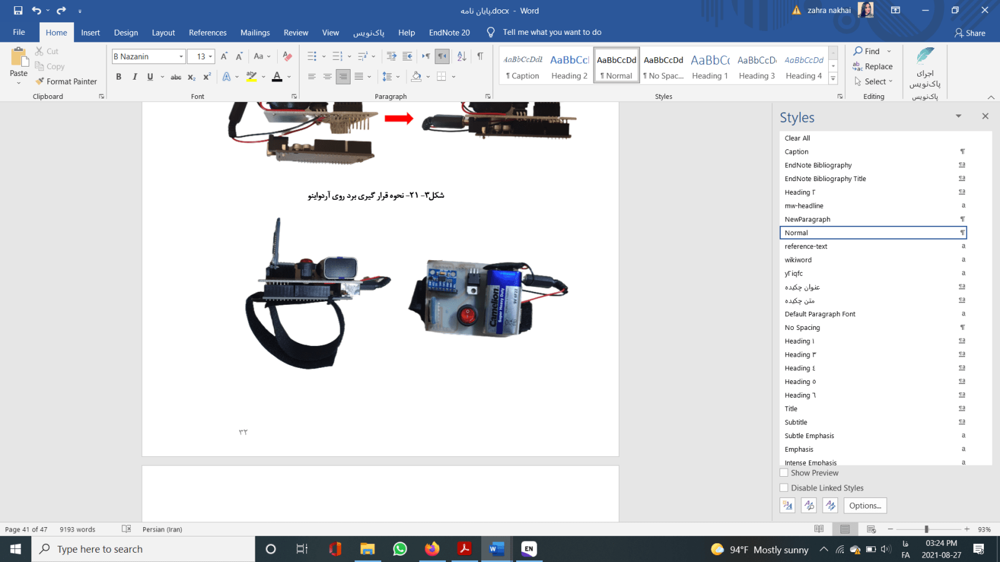 پایان نامه.docx - Word
zahra nakhai
File Home Insert Design Layout References Mailings Review View پاک‌نویس Help EndNote 20 Tell me what you want to do
Share
Paste
Cut
Copy
Format Painter
Clipboard
B Nazanin 13
Font
Paragraph
AaBbCcDdE AaBbCcI AaBbCcDd AaBbCcDd AaBbCc AaBbCcDı AaBbCcDd
¶ Caption Heading 2 ¶ Normal ¶ No Spac... Heading 1 Heading 3 Heading 4
Styles
Find
Replace
Select
Editing
اجرای
پاک‌نویس
پاک‌نویس
شکل۳- ۲۱- نحوه قرار گیری برد روی آردواینو
Camelion
Super Heavy Duty
۳۲
Styles
Clear All
Caption
EndNote Bibliography
EndNote Bibliography Title
Heading ٢
mw-headline
NewParagraph
Normal
reference-text
wikiword
y٢iqfc
عنوان چکیده
متن چکیده
Default Paragraph Font
No Spacing
Heading ١
Heading ٣
Heading ٤
Heading ٥
Heading ٦
Title
Subtitle
Subtle Emphasis
Emphasis
Intense Emphasis
Show Preview
Disable Linked Styles
Options...
Page 41 of 47 9193 words Persian (Iran)
93%
Type here to search
EN
94°F Mostly sunny
فا
FA
03:24 PM
2021-08-27